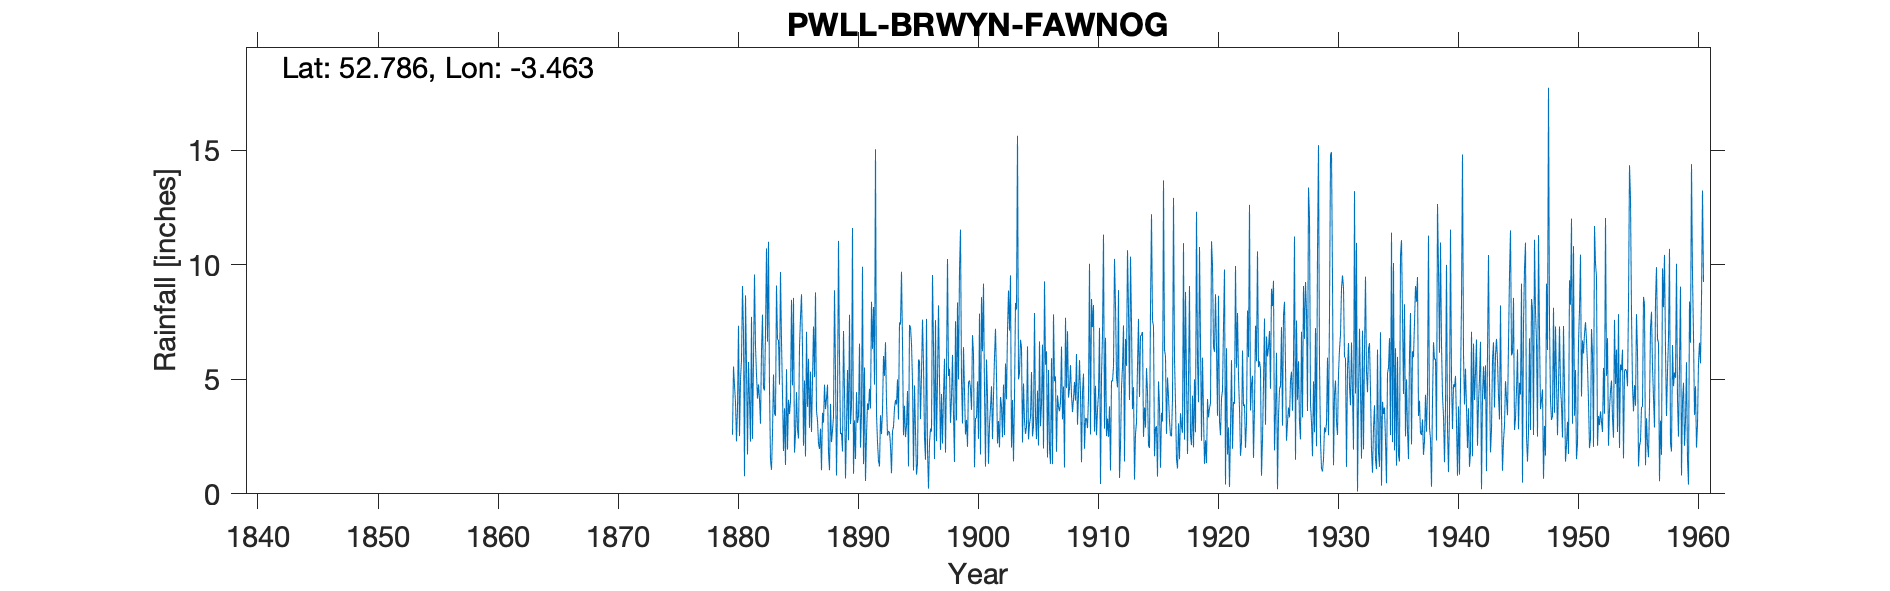 PWLL-BRWYN-FAWNOG
Lat: 52.786, Lon: -3.463
15
10
5
0
Rainfall [inches]
1840 1850 1860 1870 1880 1890 1900 1910 1920 1930 1940 1950 1960
Year